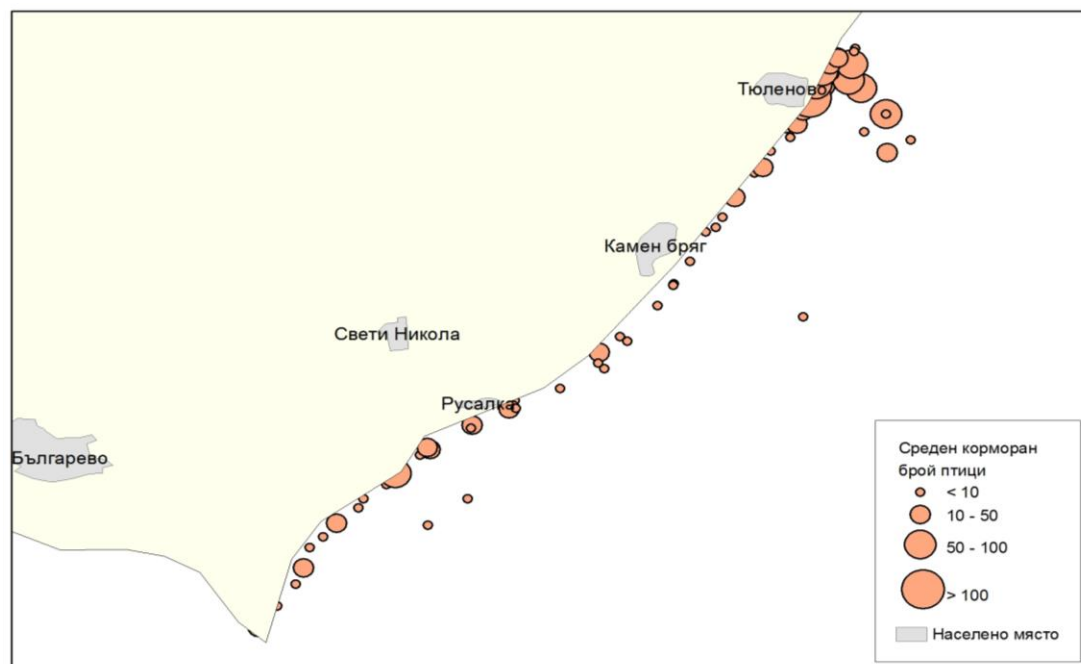 Тюленово
Камен бряг
Свети Никола
Русалка
Българево
Среден корморан
брой птици
< 10
10 - 50
50 - 100
> 100
Населено място